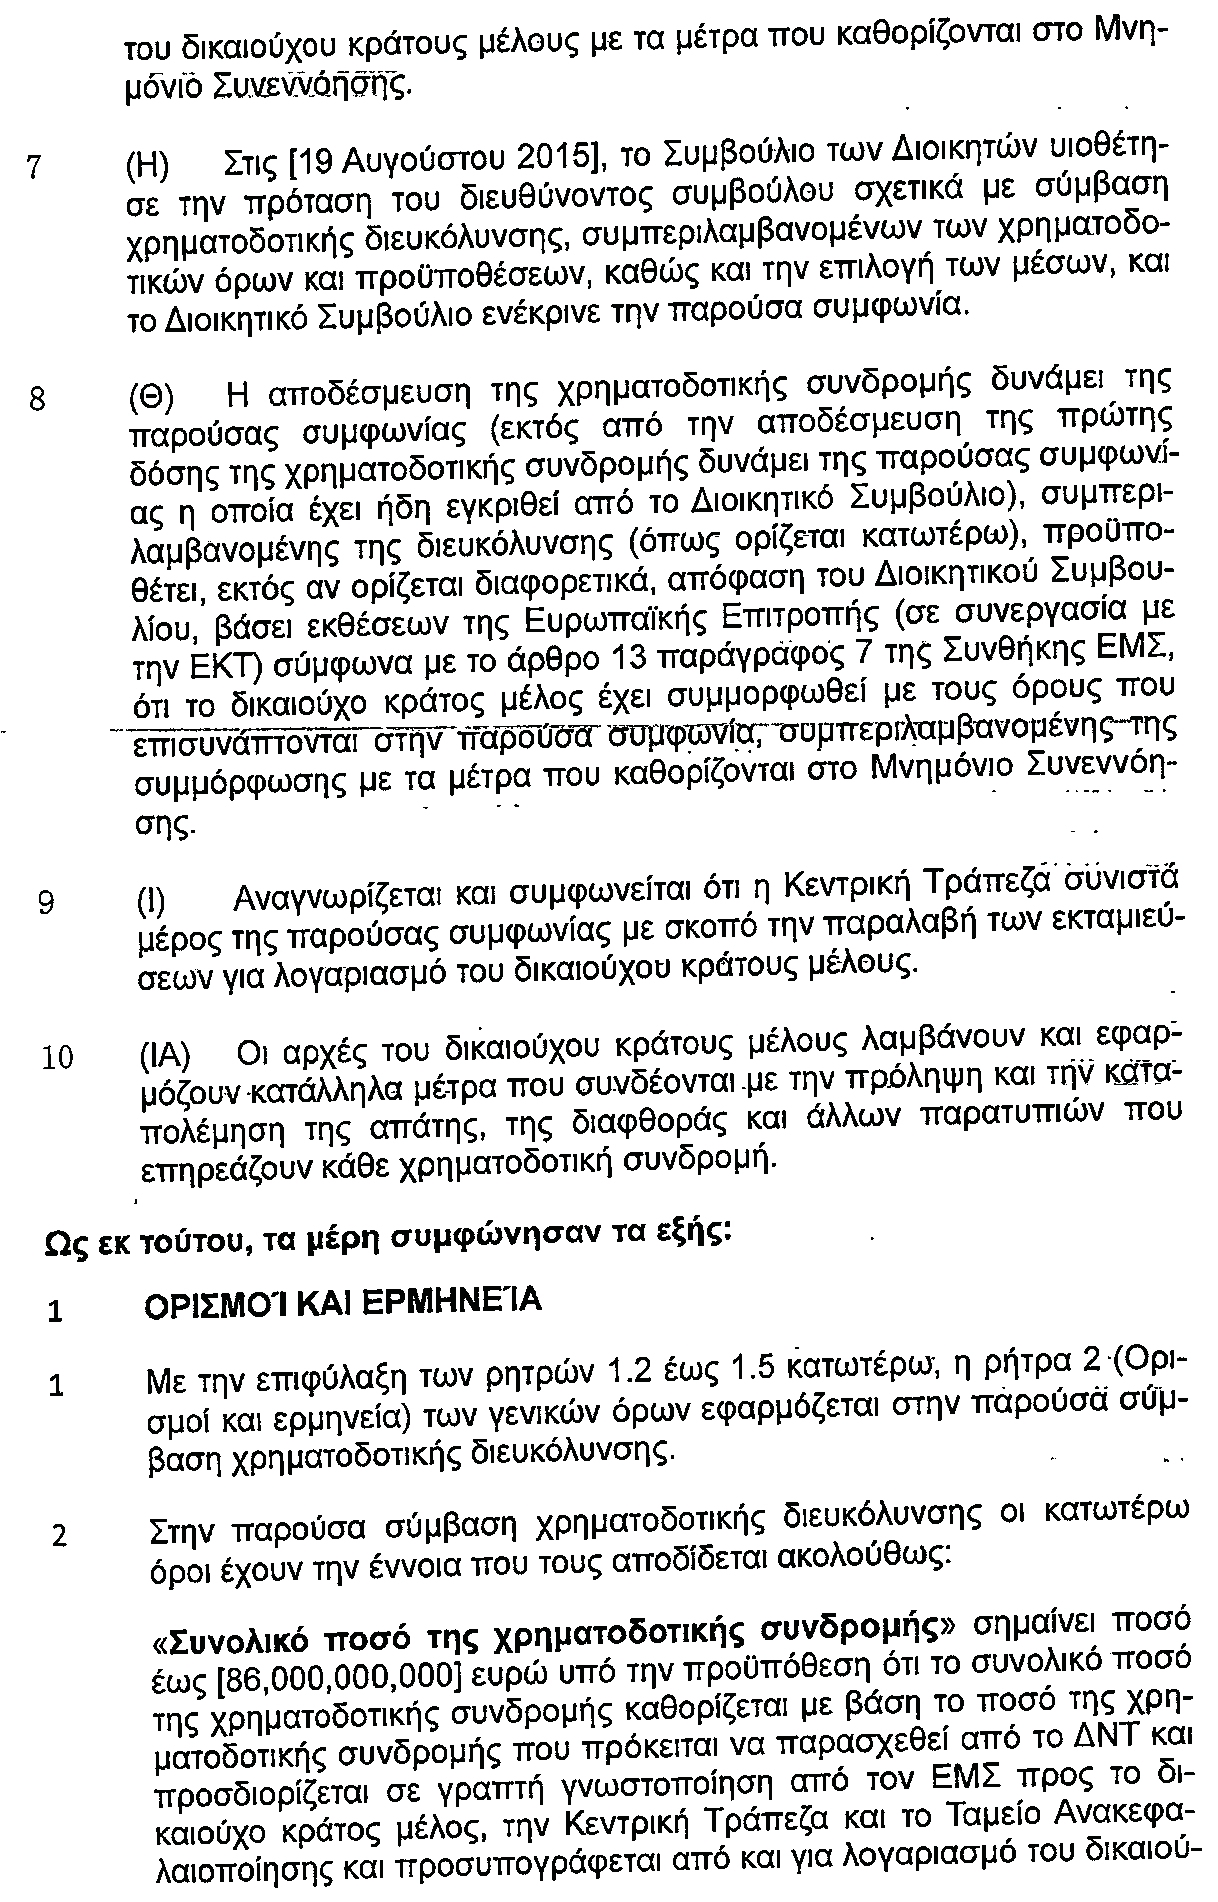 του δικαιούχου κράτους μέλους με τα μέτρα που καθορίζονται στο Μνη-
μόνιο Συνεννόησης.
7 (Η) Στις [19 Αυγούστου 2015], το Συμβούλιο των Διοικητών υιοθέτη-
σε την πρόταση του διευθύνοντος συμβούλου σχετικά με σύμβαση
χρηματοδοτικής διευκόλυνσης, συμπεριλαμβανομένων των χρηματοδο-
τικών όρων και προϋποθέσεων, καθώς και την επιλογή των μέσων, και
το Διοικητικό Συμβούλιο ενέκρινε την παρούσα συμφωνία.
8 (Θ) Η αποδέσμευση της χρηματοδοτικής συνδρομής δυνάμει της
παρούσας συμφωνίας (εκτός από την αποδέσμευση της πρώτης
δόσης της χρηματοδοτικής συνδρομής δυνάμει της παρούσας συμφωνί-
ας η οποία έχει ήδη εγκριθεί από το Διοικητικό Συμβούλιο), συμπερι-
λαμβανομένης της διευκόλυνσης (όπως ορίζεται κατωτέρω), προϋπο-
θέτει, εκτός αν ορίζεται διαφορετικά, απόφαση του Διοικητικού Συμβου-
λίου, βάσει εκθέσεων της Ευρωπαϊκής Επιτροπής (σε συνεργασία με
την ΕΚΤ) σύμφωνα με το άρθρο 13 παράγραφος 7 της Συνθήκης ΕΜΣ,
ότι το δικαιούχο κράτος μέλος έχει συμμορφωθεί με τους όρους που
επισυνάπτονται στην παρούσα συμφωνία, συμπεριλαμβανομένης της
συμμόρφωσης με τα μέτρα που καθορίζονται στο Μνημόνιο Συνεννόη-
σης.
9 (Ι) Αναγνωρίζεται και συμφωνείται ότι η Κεντρική Τράπεζα συνιστά
μέρος της παρούσας συμφωνίας με σκοπό την παραλαβή των εκταμιεύ-
σεων για λογαριασμό του δικαιούχου κράτους μέλους.
10 (ΙΑ) Οι αρχές του δικαιούχου κράτους μέλους λαμβάνουν και εφαρ-
μόζουν κατάλληλα μέτρα που συνδέονται με την πρόληψη και την κατα-
πολέμηση της απάτης, της διαφθοράς και άλλων παρατυπιών που
επηρεάζουν κάθε χρηματοδοτική συνδρομή.
Ως εκ τούτου, τα μέρη συμφώνησαν τα εξής:
1 ΟΡΙΣΜΟΊ ΚΑΙ ΕΡΜΗΝΕΊΑ
1 Με την επιφύλαξη των ρητρών 1.2 έως 1.5 κατωτέρω, η ρήτρα 2 (Ορι-
σμοί και ερμηνεία) των γενικών όρων εφαρμόζεται στην παρούσα σύμ-
βαση χρηματοδοτικής διευκόλυνσης.
2 Στην παρούσα σύμβαση χρηματοδοτικής διευκόλυνσης οι κατωτέρω
όροι έχουν την έννοια που τους αποδίδεται ακολούθως:
«Συνολικό ποσό της χρηματοδοτικής συνδρομής» σημαίνει ποσό
έως [86,000,000,000] ευρώ υπό την προϋπόθεση ότι το συνολικό ποσό
της χρηματοδοτικής συνδρομής καθορίζεται με βάση το ποσό της χρη-
ματοδοτικής συνδρομής που πρόκειται να παρασχεθεί από το ΔΝΤ και
προσδιορίζεται σε γραπτή γνωστοποίηση από τον ΕΜΣ προς το δι-
καιούχο κράτος μέλος, την Κεντρική Τράπεζα και το Ταμείο Ανακεφα-
λαιοποίησης και προσυπογράφεται από και για λογαριασμό του δικαιού-